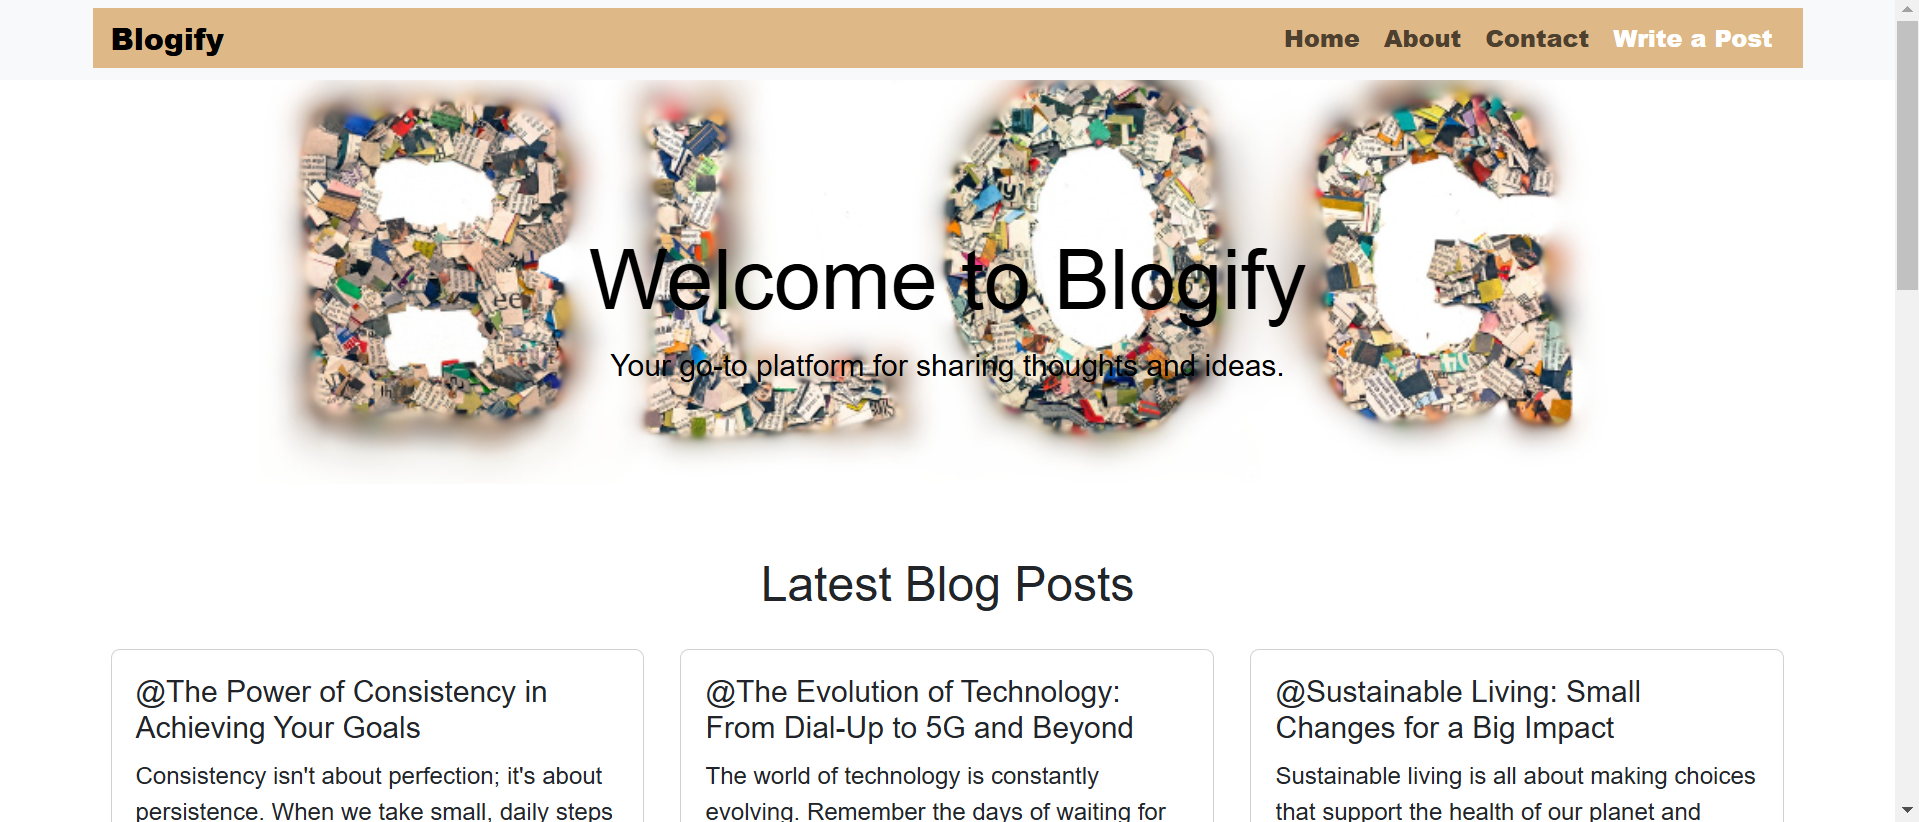 Blogify
Home About Contact Write a Post
BLOG
Welcome to Blogify
Your go-to platform for sharing thoughts and ideas.
Latest Blog Posts
@The Power of Consistency in
Achieving Your Goals
Consistency isn't about perfection; it's about
persistence. When we take small, daily steps
@The Evolution of Technology:
From Dial-Up to 5G and Beyond
The world of technology is constantly
evolving. Remember the days of waiting for
@Sustainable Living: Small
Changes for a Big Impact
Sustainable living is all about making choices
that support the health of our planet and